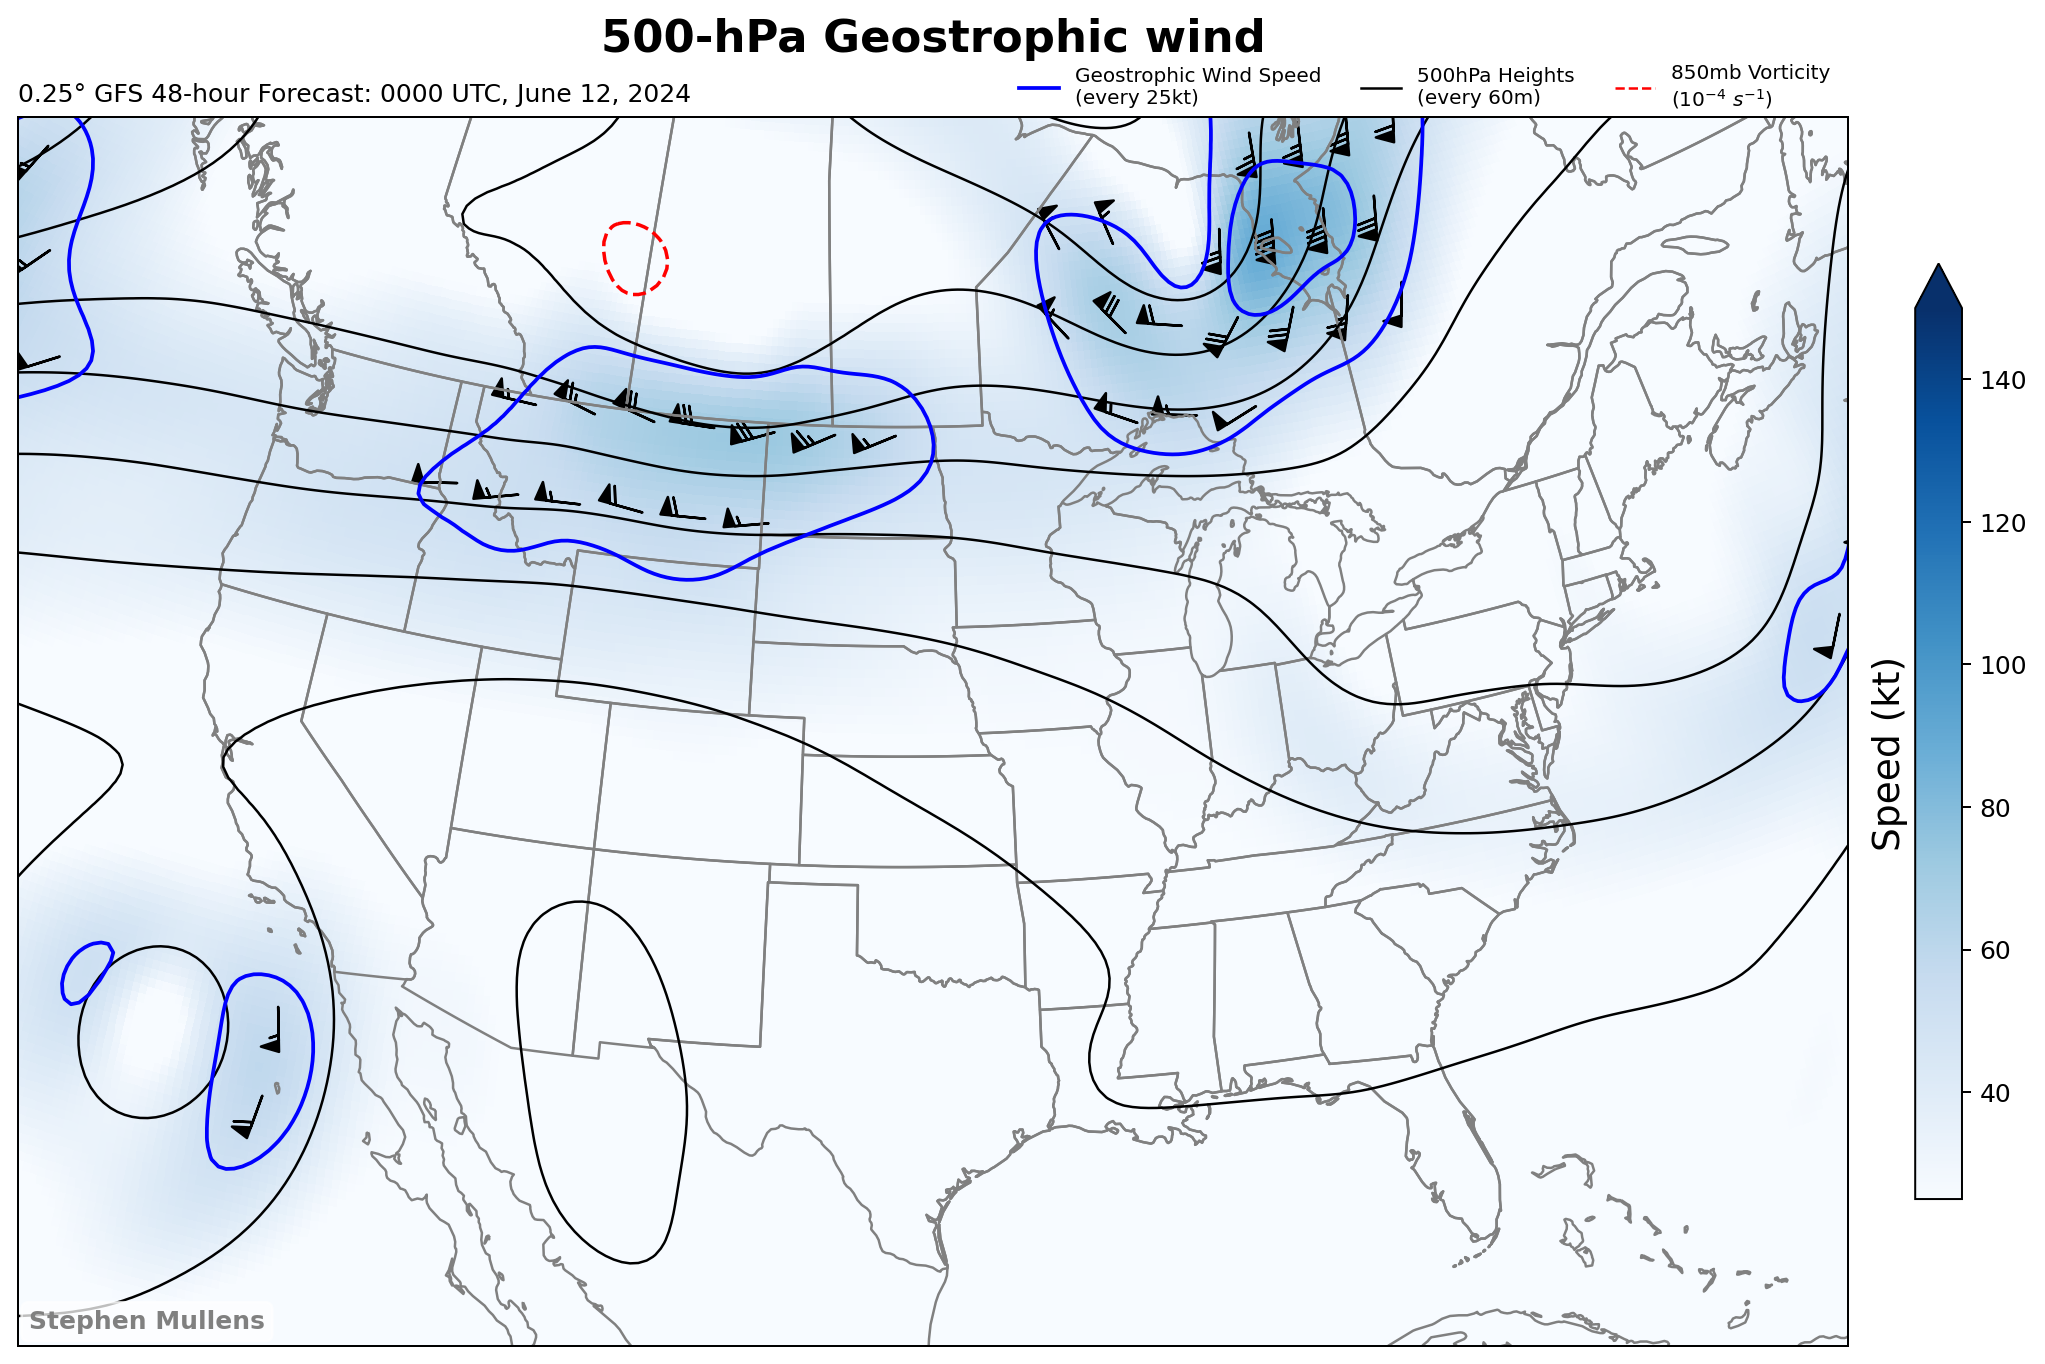 500-hPa Geostrophic wind
0.25° GFS 48-hour Forecast: 0000 UTC, June 12, 2024
Geostrophic Wind Speed
(every 25kt)
500hPa Heights
(every 60m)
850mb Vorticity
(10⁻⁴ s⁻¹)
140
120
100
80
60
40
Speed (kt)
Stephen Mullens